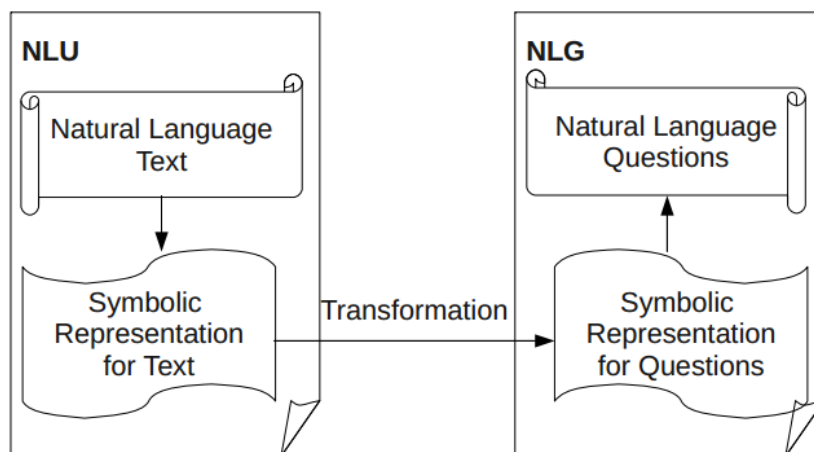 NLU
Natural Language
Text
Symbolic
Representation
for Text
Transformation
NLG
Natural Language
Questions
Symbolic
Representation
for Questions